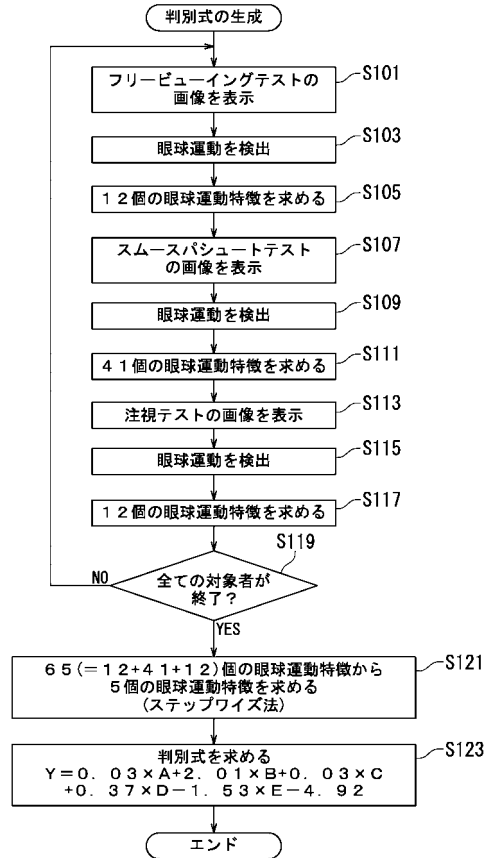 判別式の生成
フリービューイングテストの
画像を表示
S101
眼球運動を検出
S103
12個の眼球運動特徴を求める
S105
スムースパシュートテスト
の画像を表示
S107
眼球運動を検出
S109
41個の眼球運動特徴を求める
S111
注視テストの画像を表示
S113
眼球運動を検出
S115
12個の眼球運動特徴を求める
S117
S119
全ての対象者が
終了?
NO
YES
65(=12+41+12)個の眼球運動特徴から
5個の眼球運動特徴を求める
(ステップワイズ法)
S121
判別式を求める
Y=0.03×A+2.01×B+0.03×C
+0.37×D−1.53×E−4.92
S123
エンド